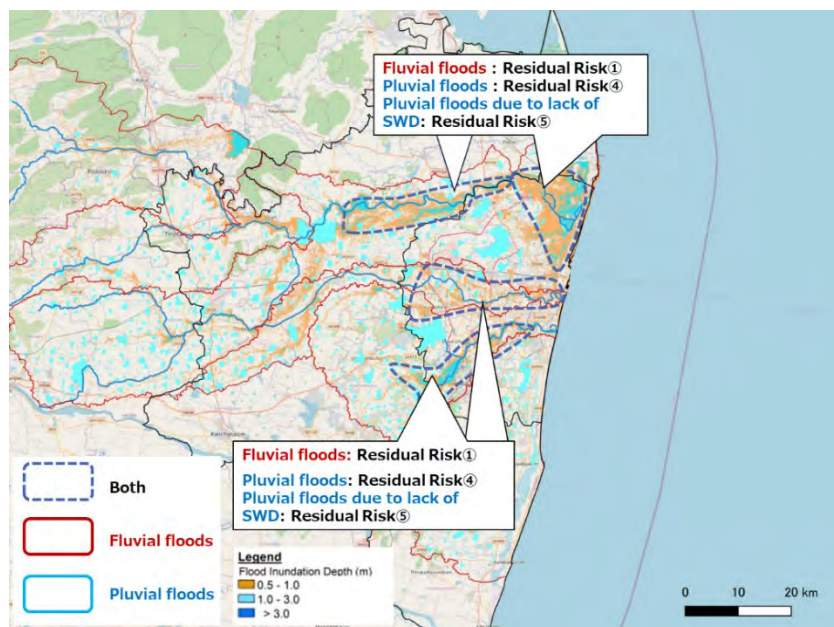 Fluvial floods : Residual Risk①
Pluvial floods : Residual Risk④
Pluvial floods due to lack of
SWD: Residual Risk⑤
Fluvial floods: Residual Risk①
Pluvial floods: Residual Risk④
Pluvial floods due to lack of
SWD: Residual Risk⑤
Both
Fluvial floods
Pluvial floods
Legend
Flood Inundation Depth (m)
0.5 - 1.0
1.0 - 3.0
> 3.0
0 10 20 km